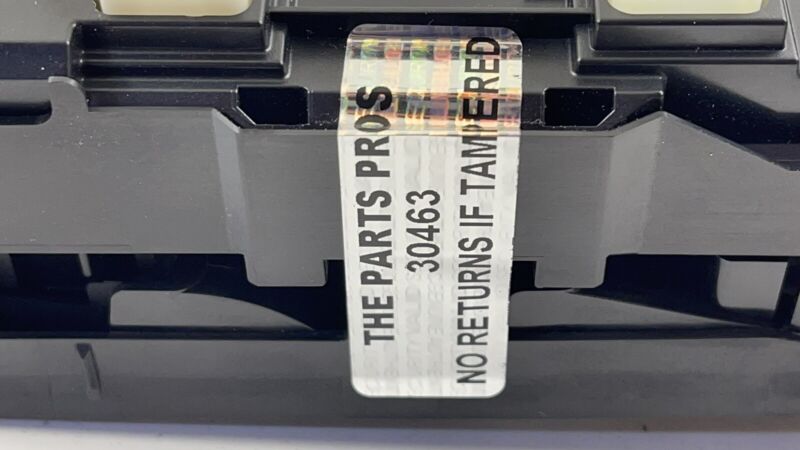 THE PARTS PROS
30463
NO RETURNS IF TAMPERED